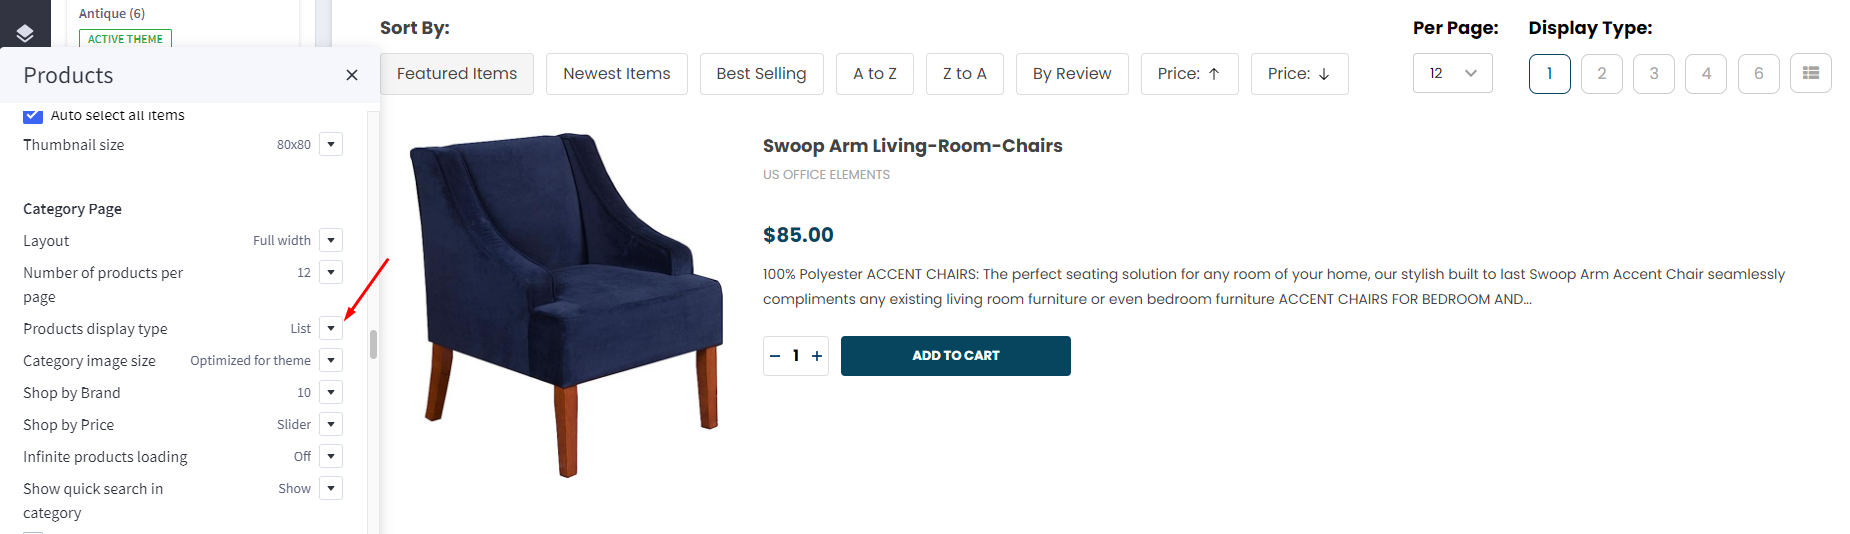 Antique (6)
ACTIVE THEME
Products
Auto select all items
Thumbnail size 80x80
Category Page
Layout Full width
Number of products per
page 12
Products display type List
Category image size Optimized for theme
Shop by Brand 10
Shop by Price Slider
Infinite products loading Off
Show quick search in
category Show
Sort By:
Featured Items Newest Items Best Selling A to Z Z to A By Review Price: ↑ Price: ↓
Per Page:
12
Display Type:
1 2 3 4 6
Swoop Arm Living-Room-Chairs
US OFFICE ELEMENTS
$85.00
100% Polyester ACCENT CHAIRS: The perfect seating solution for any room of your home, our stylish built to last Swoop Arm Accent Chair seamlessly
compliments any existing living room furniture or even bedroom furniture ACCENT CHAIRS FOR BEDROOM AND...
− 1 +
ADD TO CART